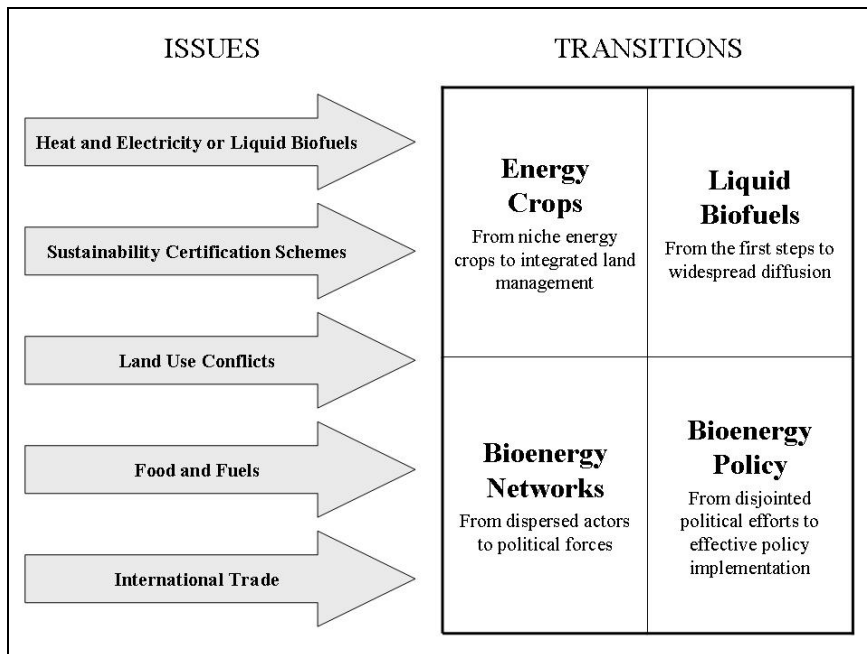 ISSUES
Heat and Electricity or Liquid Biofuels
Sustainability Certification Schemes
Land Use Conflicts
Food and Fuels
International Trade
TRANSITIONS
Energy
Crops
From niche energy
crops to integrated land
management
Liquid
Biofuels
From the first steps to
widespread diffusion
Bioenergy
Networks
From dispersed actors
to political forces
Bioenergy
Policy
From disjointed
political efforts to
effective policy
implementation